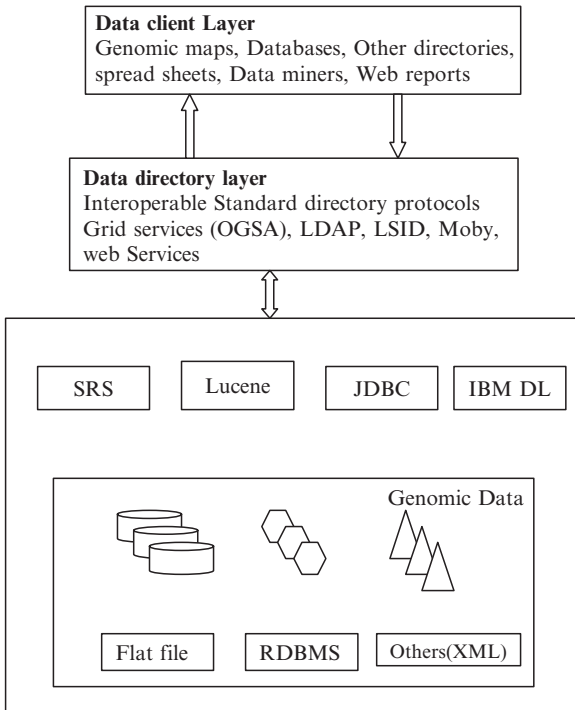 Data client Layer
Genomic maps, Databases, Other directories,
spread sheets, Data miners, Web reports
Data directory layer
Interoperable Standard directory protocols
Grid services (OGSA), LDAP, LSID, Moby,
web Services
SRS
Lucene
JDBC
IBM DL
Genomic Data
Flat file
RDBMS
Others(XML)